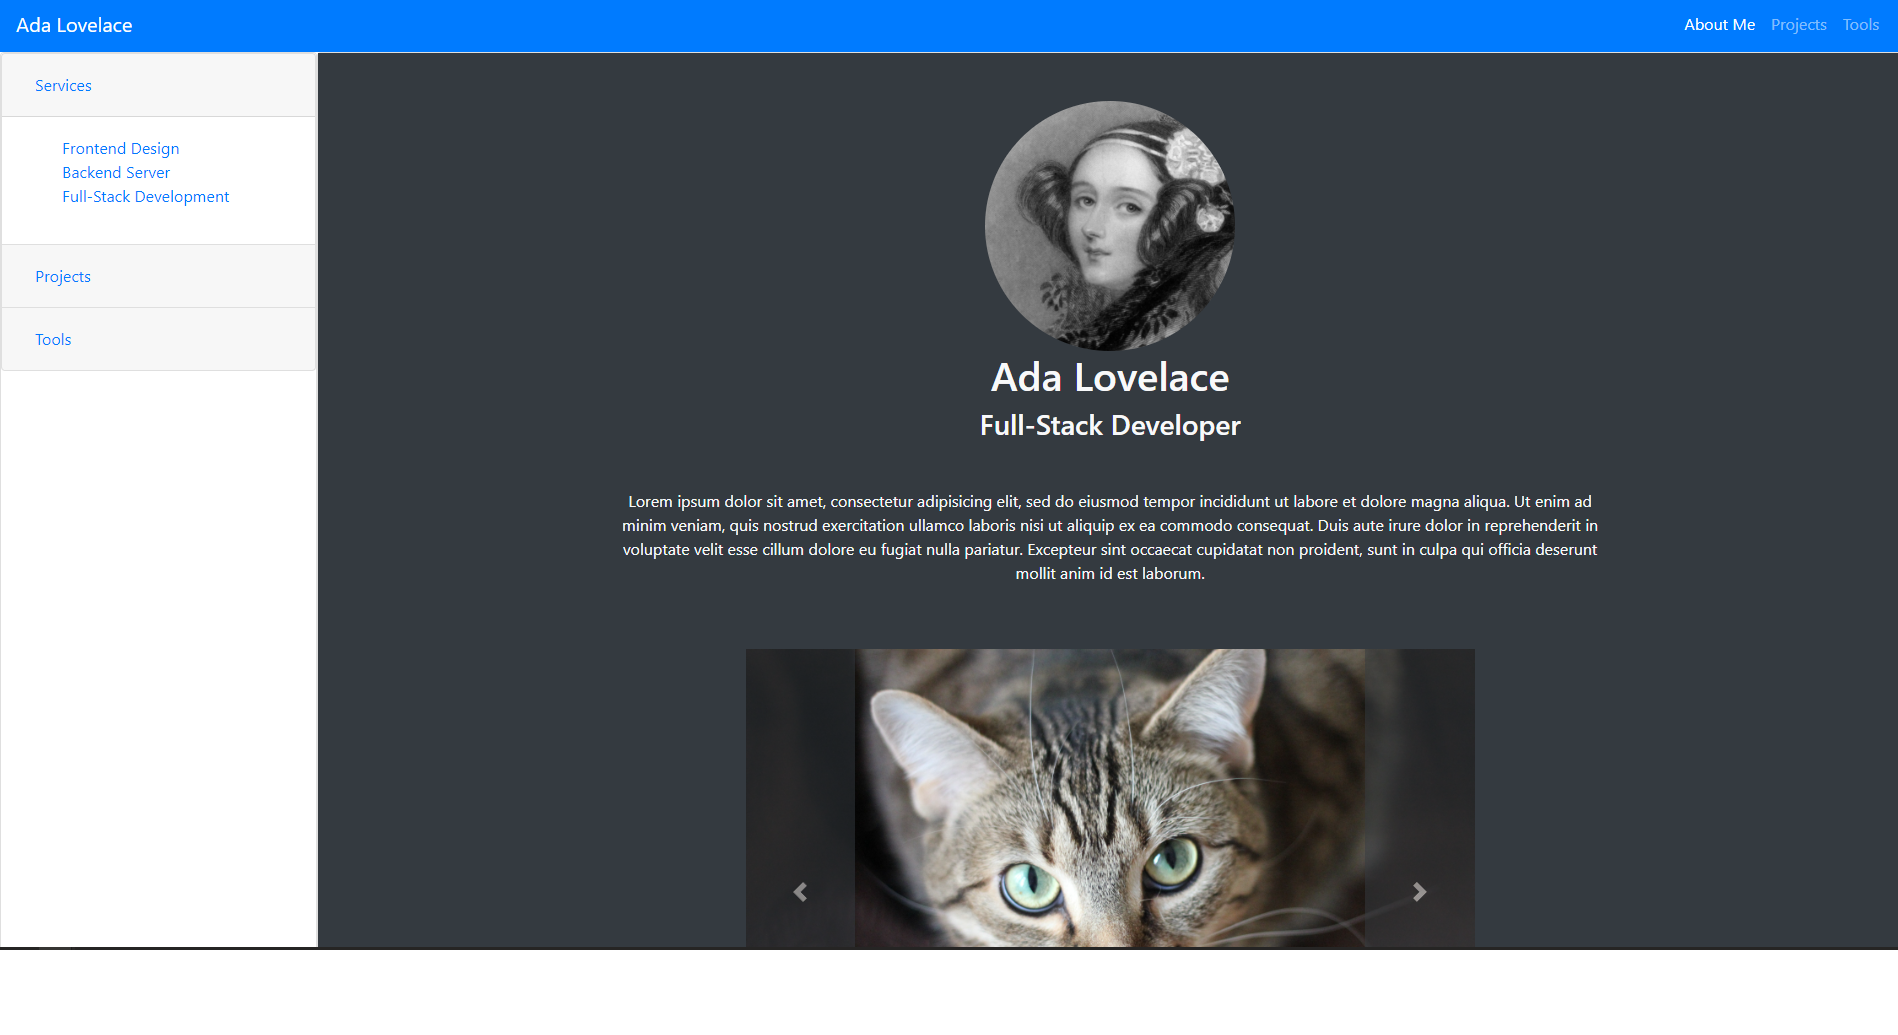 Ada Lovelace
About Me Projects Tools
Services
Frontend Design
Backend Server
Full-Stack Development
Projects
Tools
Ada Lovelace
Full-Stack Developer
Lorem ipsum dolor sit amet, consectetur adipisicing elit, sed do eiusmod tempor incididunt ut labore et dolore magna aliqua. Ut enim ad
minim veniam, quis nostrud exercitation ullamco laboris nisi ut aliquip ex ea commodo consequat. Duis aute irure dolor in reprehenderit in
voluptate velit esse cillum dolore eu fugiat nulla pariatur. Excepteur sint occaecat cupidatat non proident, sunt in culpa qui officia deserunt
mollit anim id est laborum.